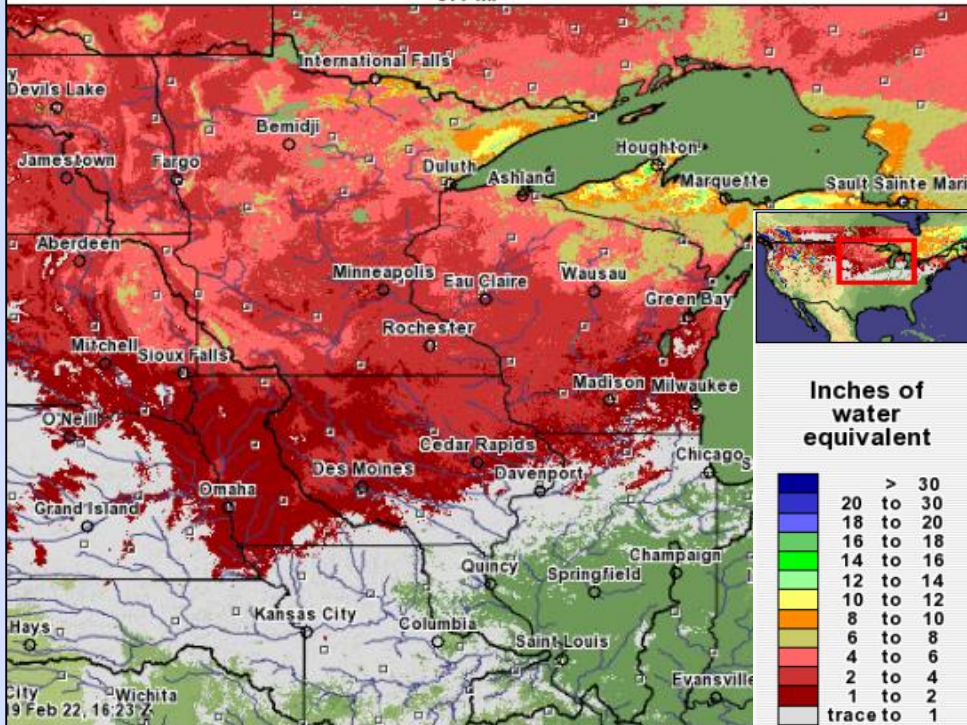 International Falls
Devils Lake
Bemidji
Houghton
Jamestown
Fargo
Duluth
Ashland
Marquette
Sault Sainte Mari
Aberdeen
Minneapolis
Eau Claire
Wausau
Green Bay
Rochester
Mitchell
Sioux Falls
Madison
Milwaukee
O'Neill
Cedar Rapids
Chicago
Des Moines
Davenport
Omaha
Grand Island
Champaign
Quincy
Springfield
Kansas City
Columbia
Hays
Saint Louis
Evansville
City
Wichita
19 Feb 22, 16:23 Z
Inches of
water
equivalent
> 30
20 to 30
18 to 20
16 to 18
14 to 16
12 to 14
10 to 12
8 to 10
6 to 8
4 to 6
2 to 4
1 to 2
trace to 1